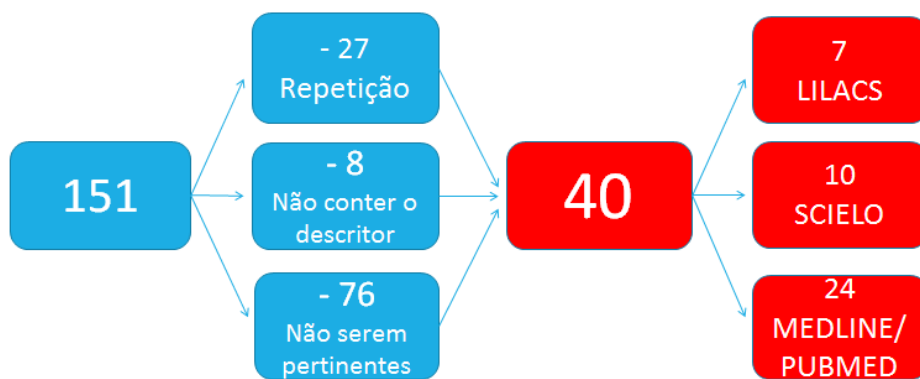 151
- 27
Repetição
- 8
Não conter o
descritor
- 76
Não serem
pertinentes
40
7
LILACS
10
SCIELO
24
MEDLINE/
PUBMED